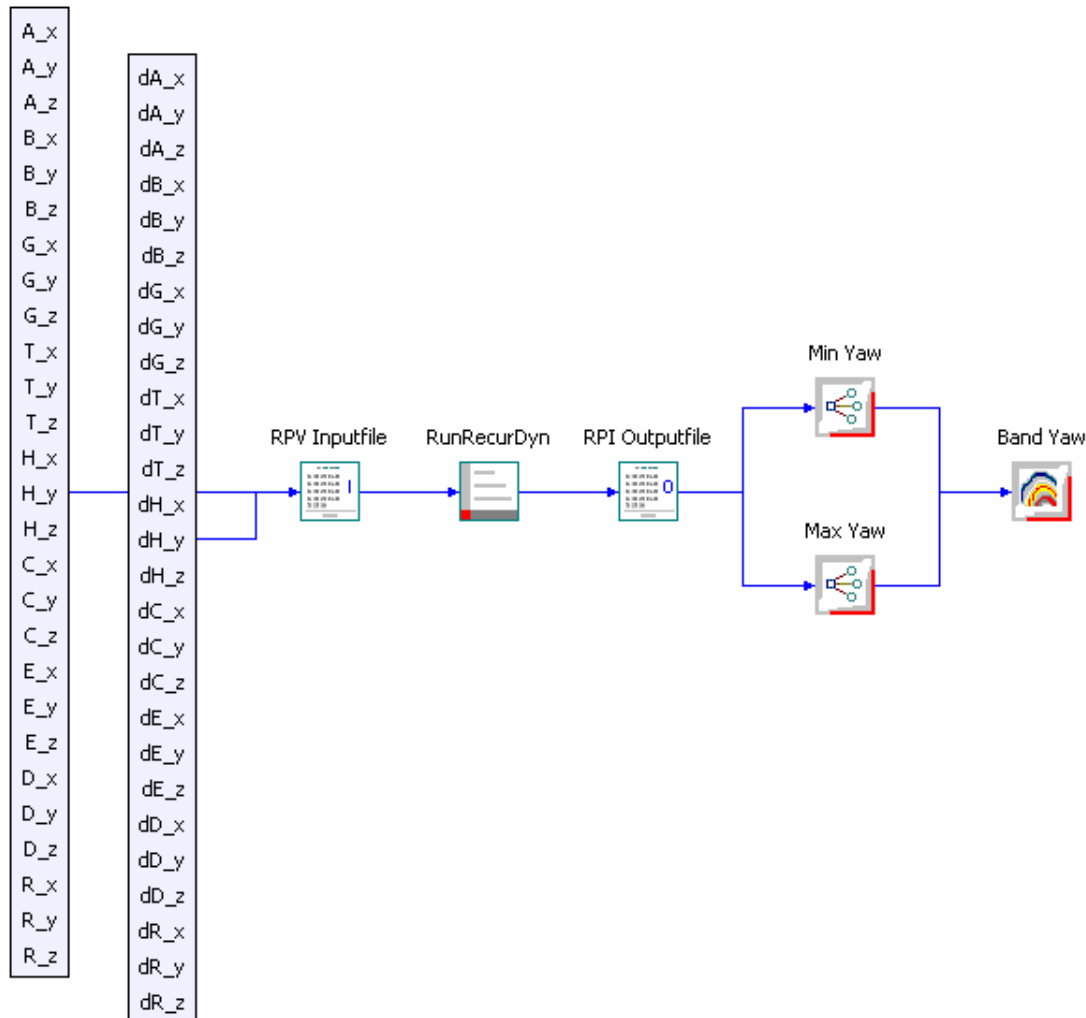 A_x
A_y
A_z
B_x
B_y
B_z
G_x
G_y
G_z
T_x
T_y
T_z
H_x
H_y
H_z
C_x
C_y
C_z
E_x
E_y
E_z
D_x
D_y
D_z
R_x
R_y
R_z
dA_x
dA_y
dA_z
dB_x
dB_y
dB_z
dG_x
dG_y
dG_z
dT_x
dT_y
dT_z
dH_x
dH_y
dH_z
dC_x
dC_y
dC_z
dE_x
dE_y
dE_z
dD_x
dD_y
dD_z
dR_x
dR_y
dR_z
RPV Inputfile
I
RunRecurDyn
RPI Outputfile
O
Min Yaw
Max Yaw
Band Yaw